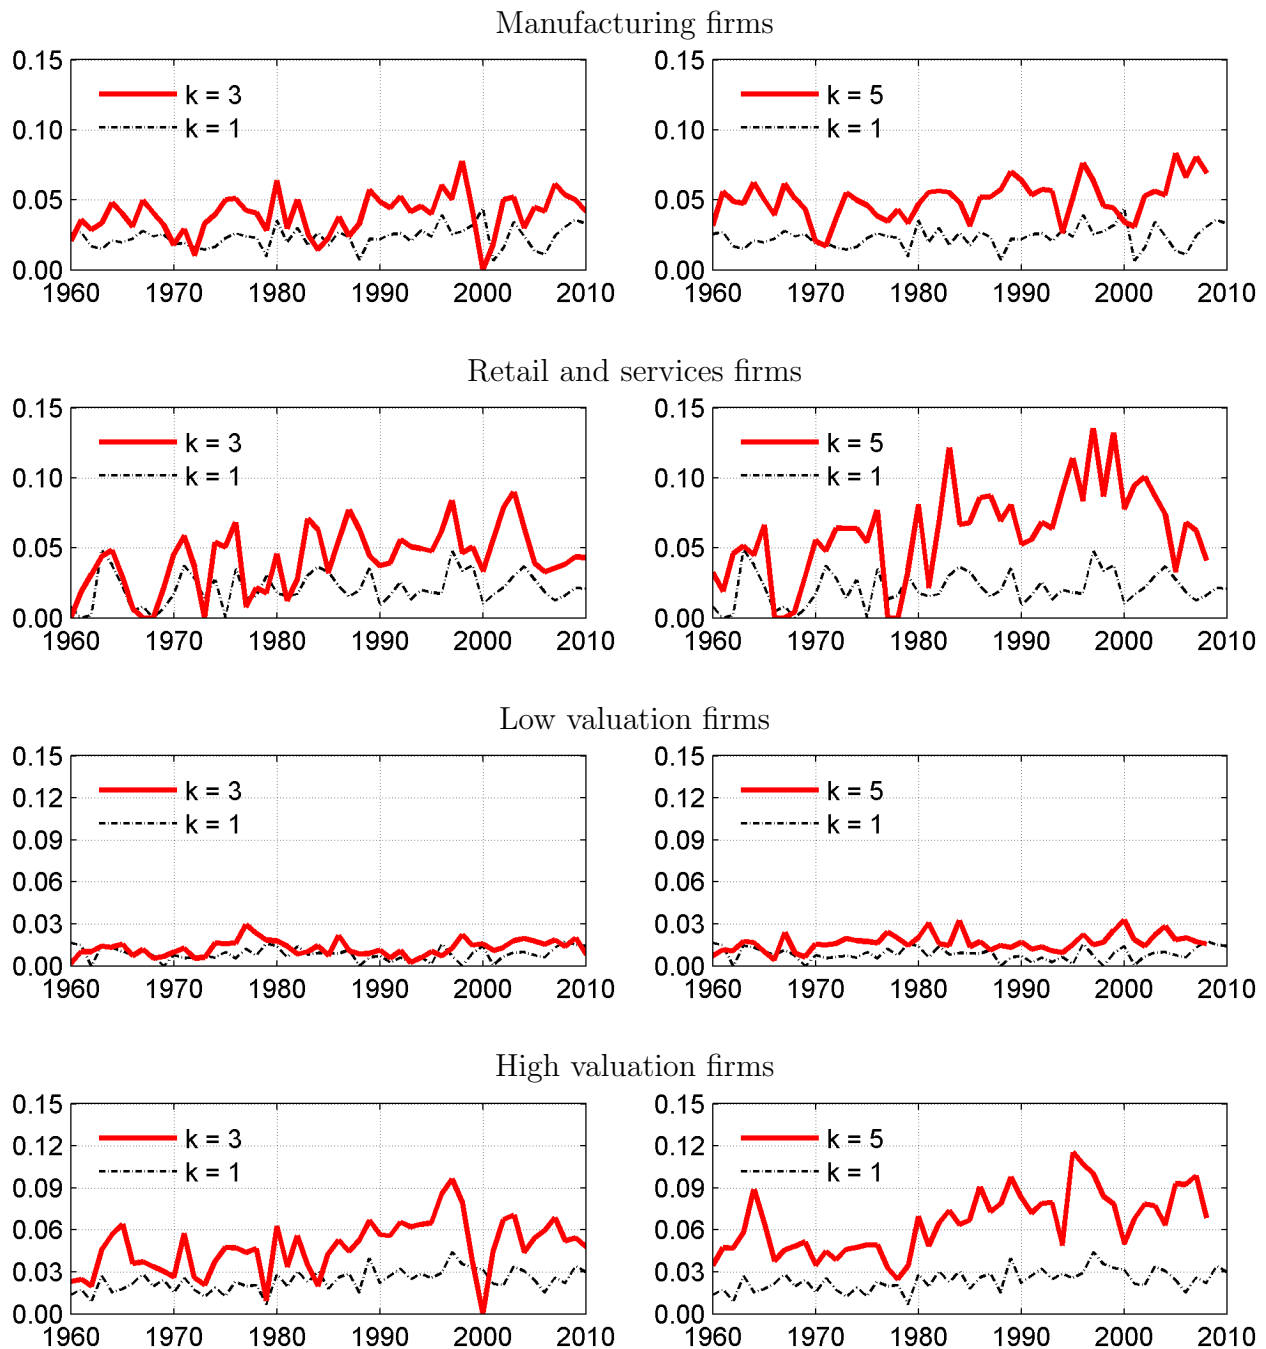 Manufacturing firms
0.15 0.15
k = 3 k = 5
0.10 k = 1 0.10 k = 1
0.05 0.05
0.00 0.00
1960 1970 1980 1990 2000 2010 1960 1970 1980 1990 2000 2010
Retail and services firms
0.15 0.15
k = 3 k = 5
0.10 k = 1 0.10 k = 1
0.05 0.05
0.00 0.00
1960 1970 1980 1990 2000 2010 1960 1970 1980 1990 2000 2010
Low valuation firms
0.15 0.15
k = 3 k = 5
0.12 0.12
k = 1 k = 1
0.09 0.09
0.06 0.06
0.03 0.03
0.00 0.00
1960 1970 1980 1990 2000 2010 1960 1970 1980 1990 2000 2010
High valuation firms
0.15 0.15
k = 3 k = 5
0.12 0.12
k = 1 k = 1
0.09 0.09
0.06 0.06
0.03 0.03
0.00 0.00
1960 1970 1980 1990 2000 2010 1960 1970 1980 1990 2000 2010